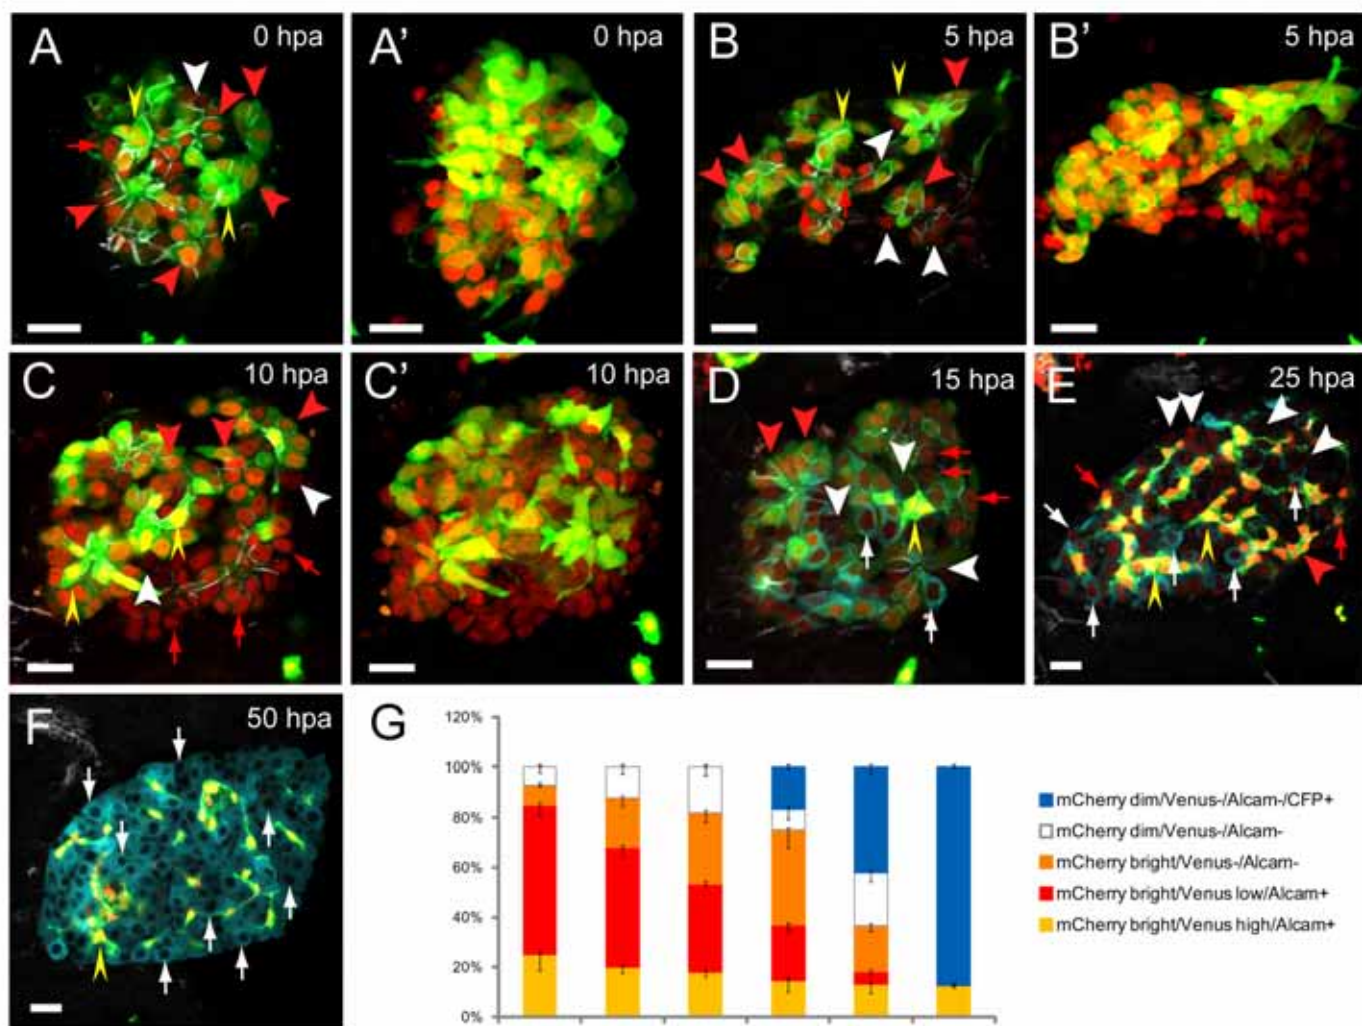 A 0 hpa
A' 0 hpa
B 5 hpa
B' 5 hpa
C 10 hpa
C' 10 hpa
D 15 hpa
E 25 hpa
F 50 hpa
G
120%
100%
80%
60%
40%
20%
0%
mCherry dim/Venus-/Alcam-/CFP+
mCherry dim/Venus-/Alcam-
mCherry bright/Venus-/Alcam-
mCherry bright/Venus low/Alcam+
mCherry bright/Venus high/Alcam+